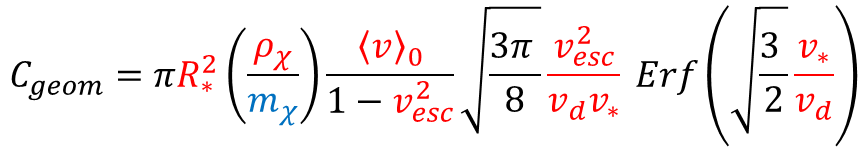 $C_{geom} = \pi R_*^2 \left( \frac{\rho_\chi}{m_\chi} \right) \frac{\langle v \rangle_0}{1 - v_{esc}^2} \sqrt{\frac{3\pi}{8}} \frac{v_{esc}^2}{v_d v_*} \ Erf \left( \sqrt{\frac{3}{2}} \frac{v_*}{v_d} \right)$